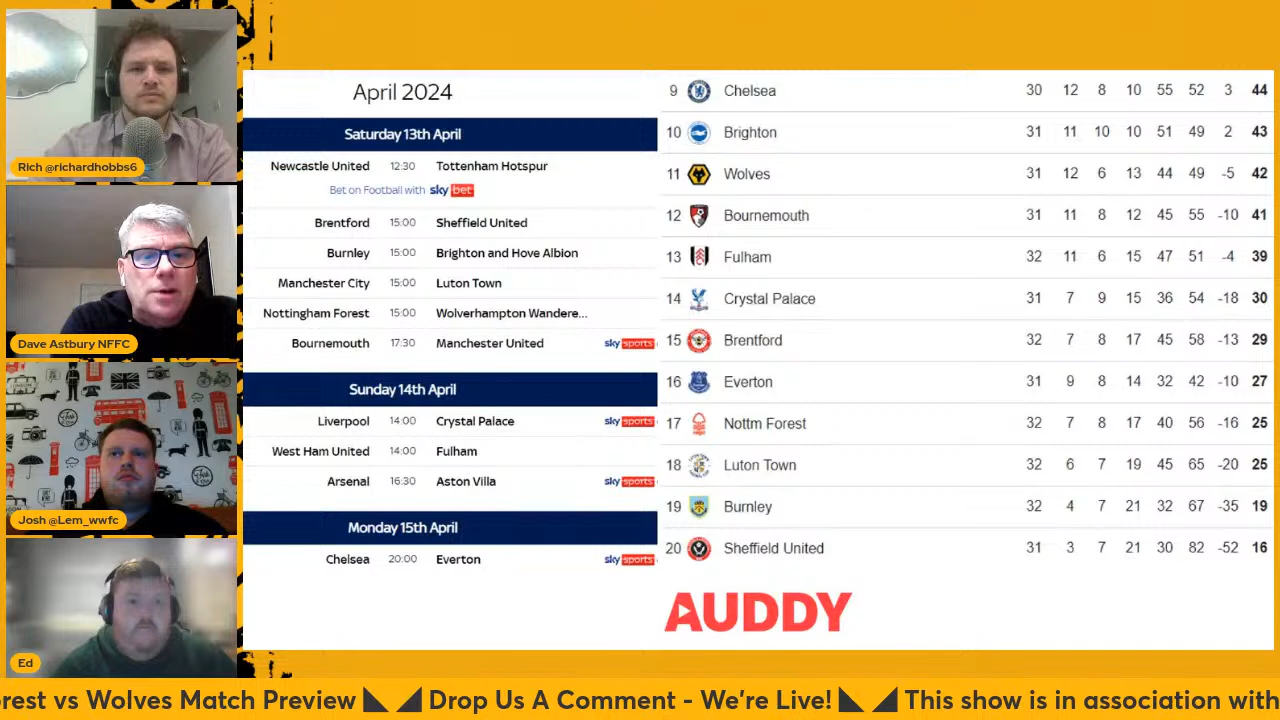 Rich @richardhobbs6
Dave Astbury NFFC
Josh @Lem_wwfc
Ed
April 2024
Saturday 13th April
Newcastle United 12:30 Tottenham Hotspur
Bet on Football with sky bet
Brentford 15:00 Sheffield United
Burnley 15:00 Brighton and Hove Albion
Manchester City 15:00 Luton Town
Nottingham Forest 15:00 Wolverhampton Wandere...
Bournemouth 17:30 Manchester United sky sports
Sunday 14th April
Liverpool 14:00 Crystal Palace sky sports
West Ham United 14:00 Fulham
Arsenal 16:30 Aston Villa sky sports
Monday 15th April
Chelsea 20:00 Everton sky sports
9 Chelsea 30 12 8 10 55 52 3 44
10 Brighton 31 11 10 10 51 49 2 43
11 Wolves 31 12 6 13 44 49 -5 42
12 Bournemouth 31 11 8 12 45 55 -10 41
13 Fulham 32 11 6 15 47 51 -4 39
14 Crystal Palace 31 7 9 15 36 54 -18 30
15 Brentford 32 7 8 17 45 58 -13 29
16 Everton 31 9 8 14 32 42 -10 27
17 Nottm Forest 32 7 8 17 40 56 -16 25
18 Luton Town 32 6 7 19 45 65 -20 25
19 Burnley 32 4 7 21 32 67 -35 19
20 Sheffield United 31 3 7 21 30 82 -52 16
AUDDY
orest vs Wolves Match Preview Drop Us A Comment - We're Live! This show is in association with